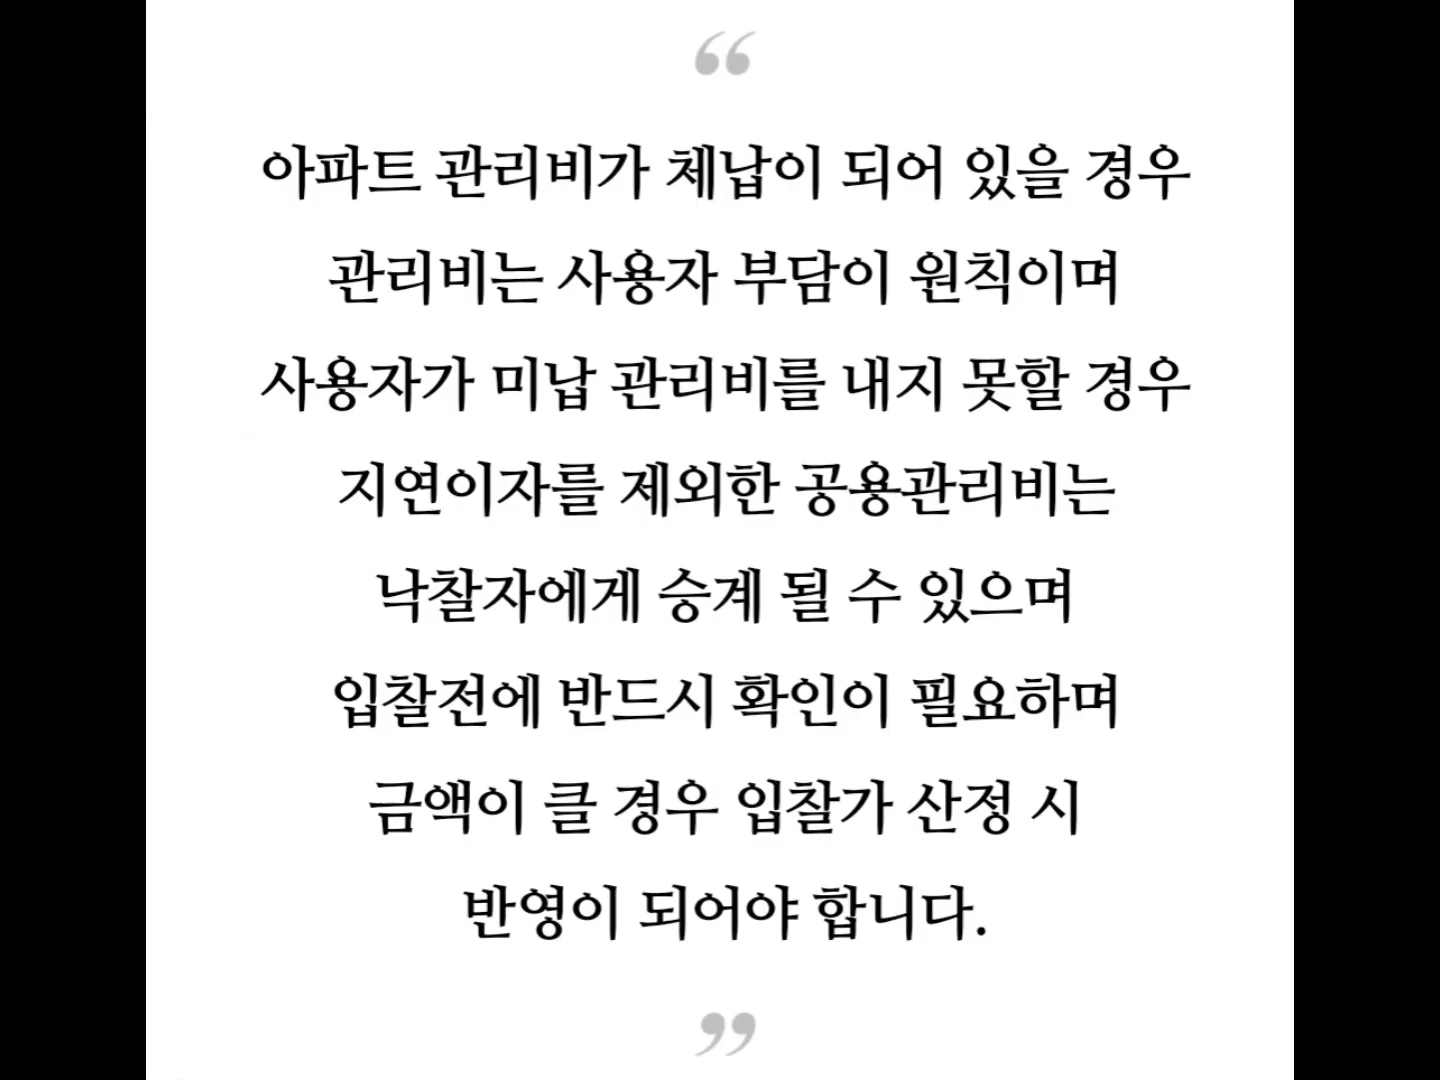 “
아파트 관리비가 체납이 되어 있을 경우
관리비는 사용자 부담이 원칙이며
사용자가 미납 관리비를 내지 못할 경우
지연이자를 제외한 공용관리비는
낙찰자에게 승계 될 수 있으며
입찰전에 반드시 확인이 필요하며
금액이 클 경우 입찰가 산정 시
반영이 되어야 합니다.
”